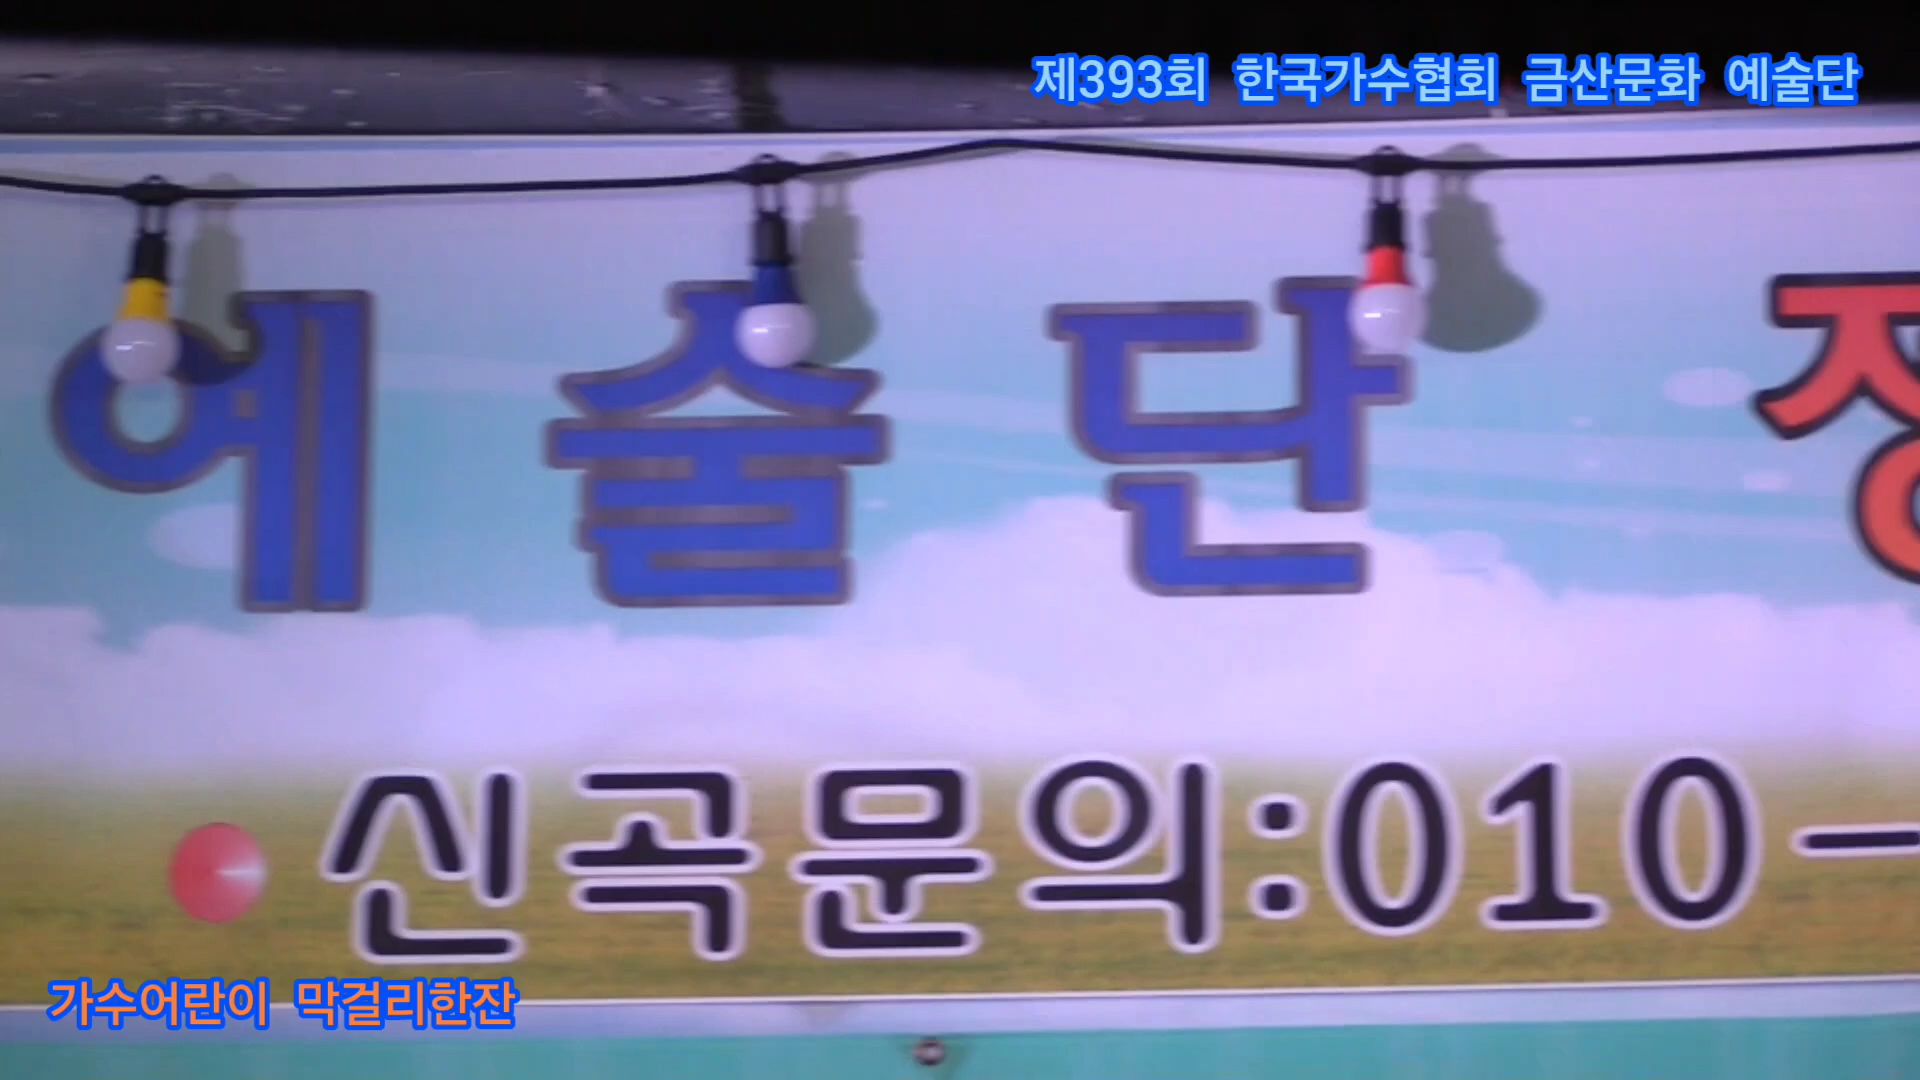 제393회 한국가수협회 금산문화 예술단
예술단
신곡문의:010-
가수어란이 막걸리한잔